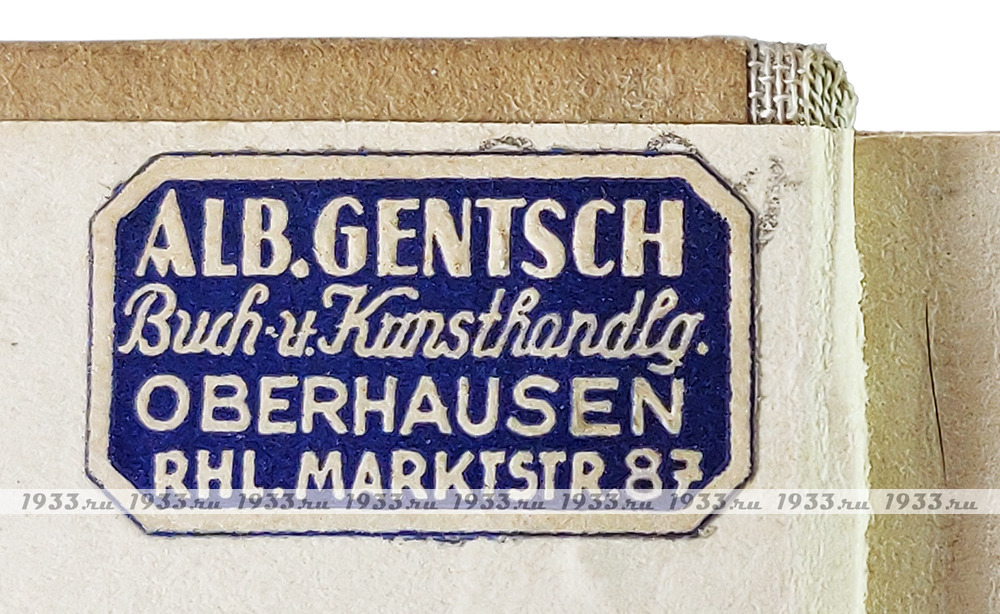 ALB. GENTSCH
Buch- u. Kunsthandlg.
OBERHAUSEN
RHL MARKTSTR 87
1933.ru 1933.ru 1933.ru 1933.ru 1933.ru 1933.ru 1933.ru 1933.ru 1933.ru